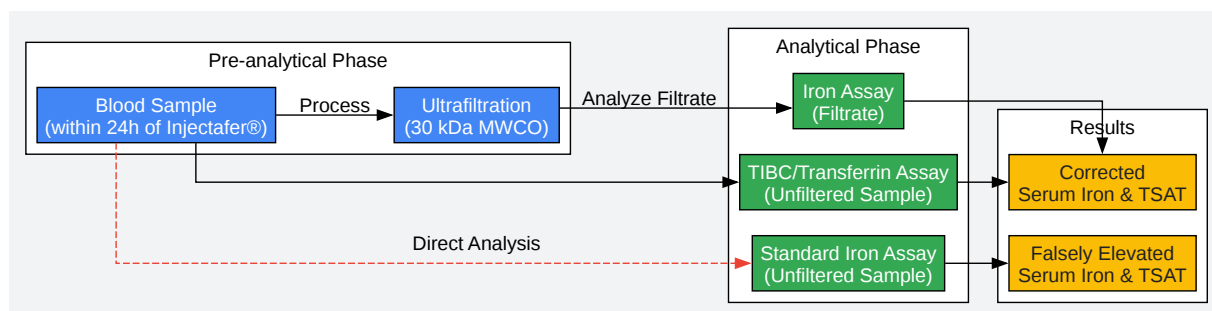 Pre-analytical Phase
Blood Sample
(within 24h of Injectafer®)
Process
Ultrafiltration
(30 kDa MWCO)
Analyze Filtrate
Direct Analysis
Analytical Phase
Iron Assay
(Filtrate)
TIBC/Transferrin Assay
(Unfiltered Sample)
Standard Iron Assay
(Unfiltered Sample)
Results
Corrected
Serum Iron & TSAT
Falsely Elevated
Serum Iron & TSAT